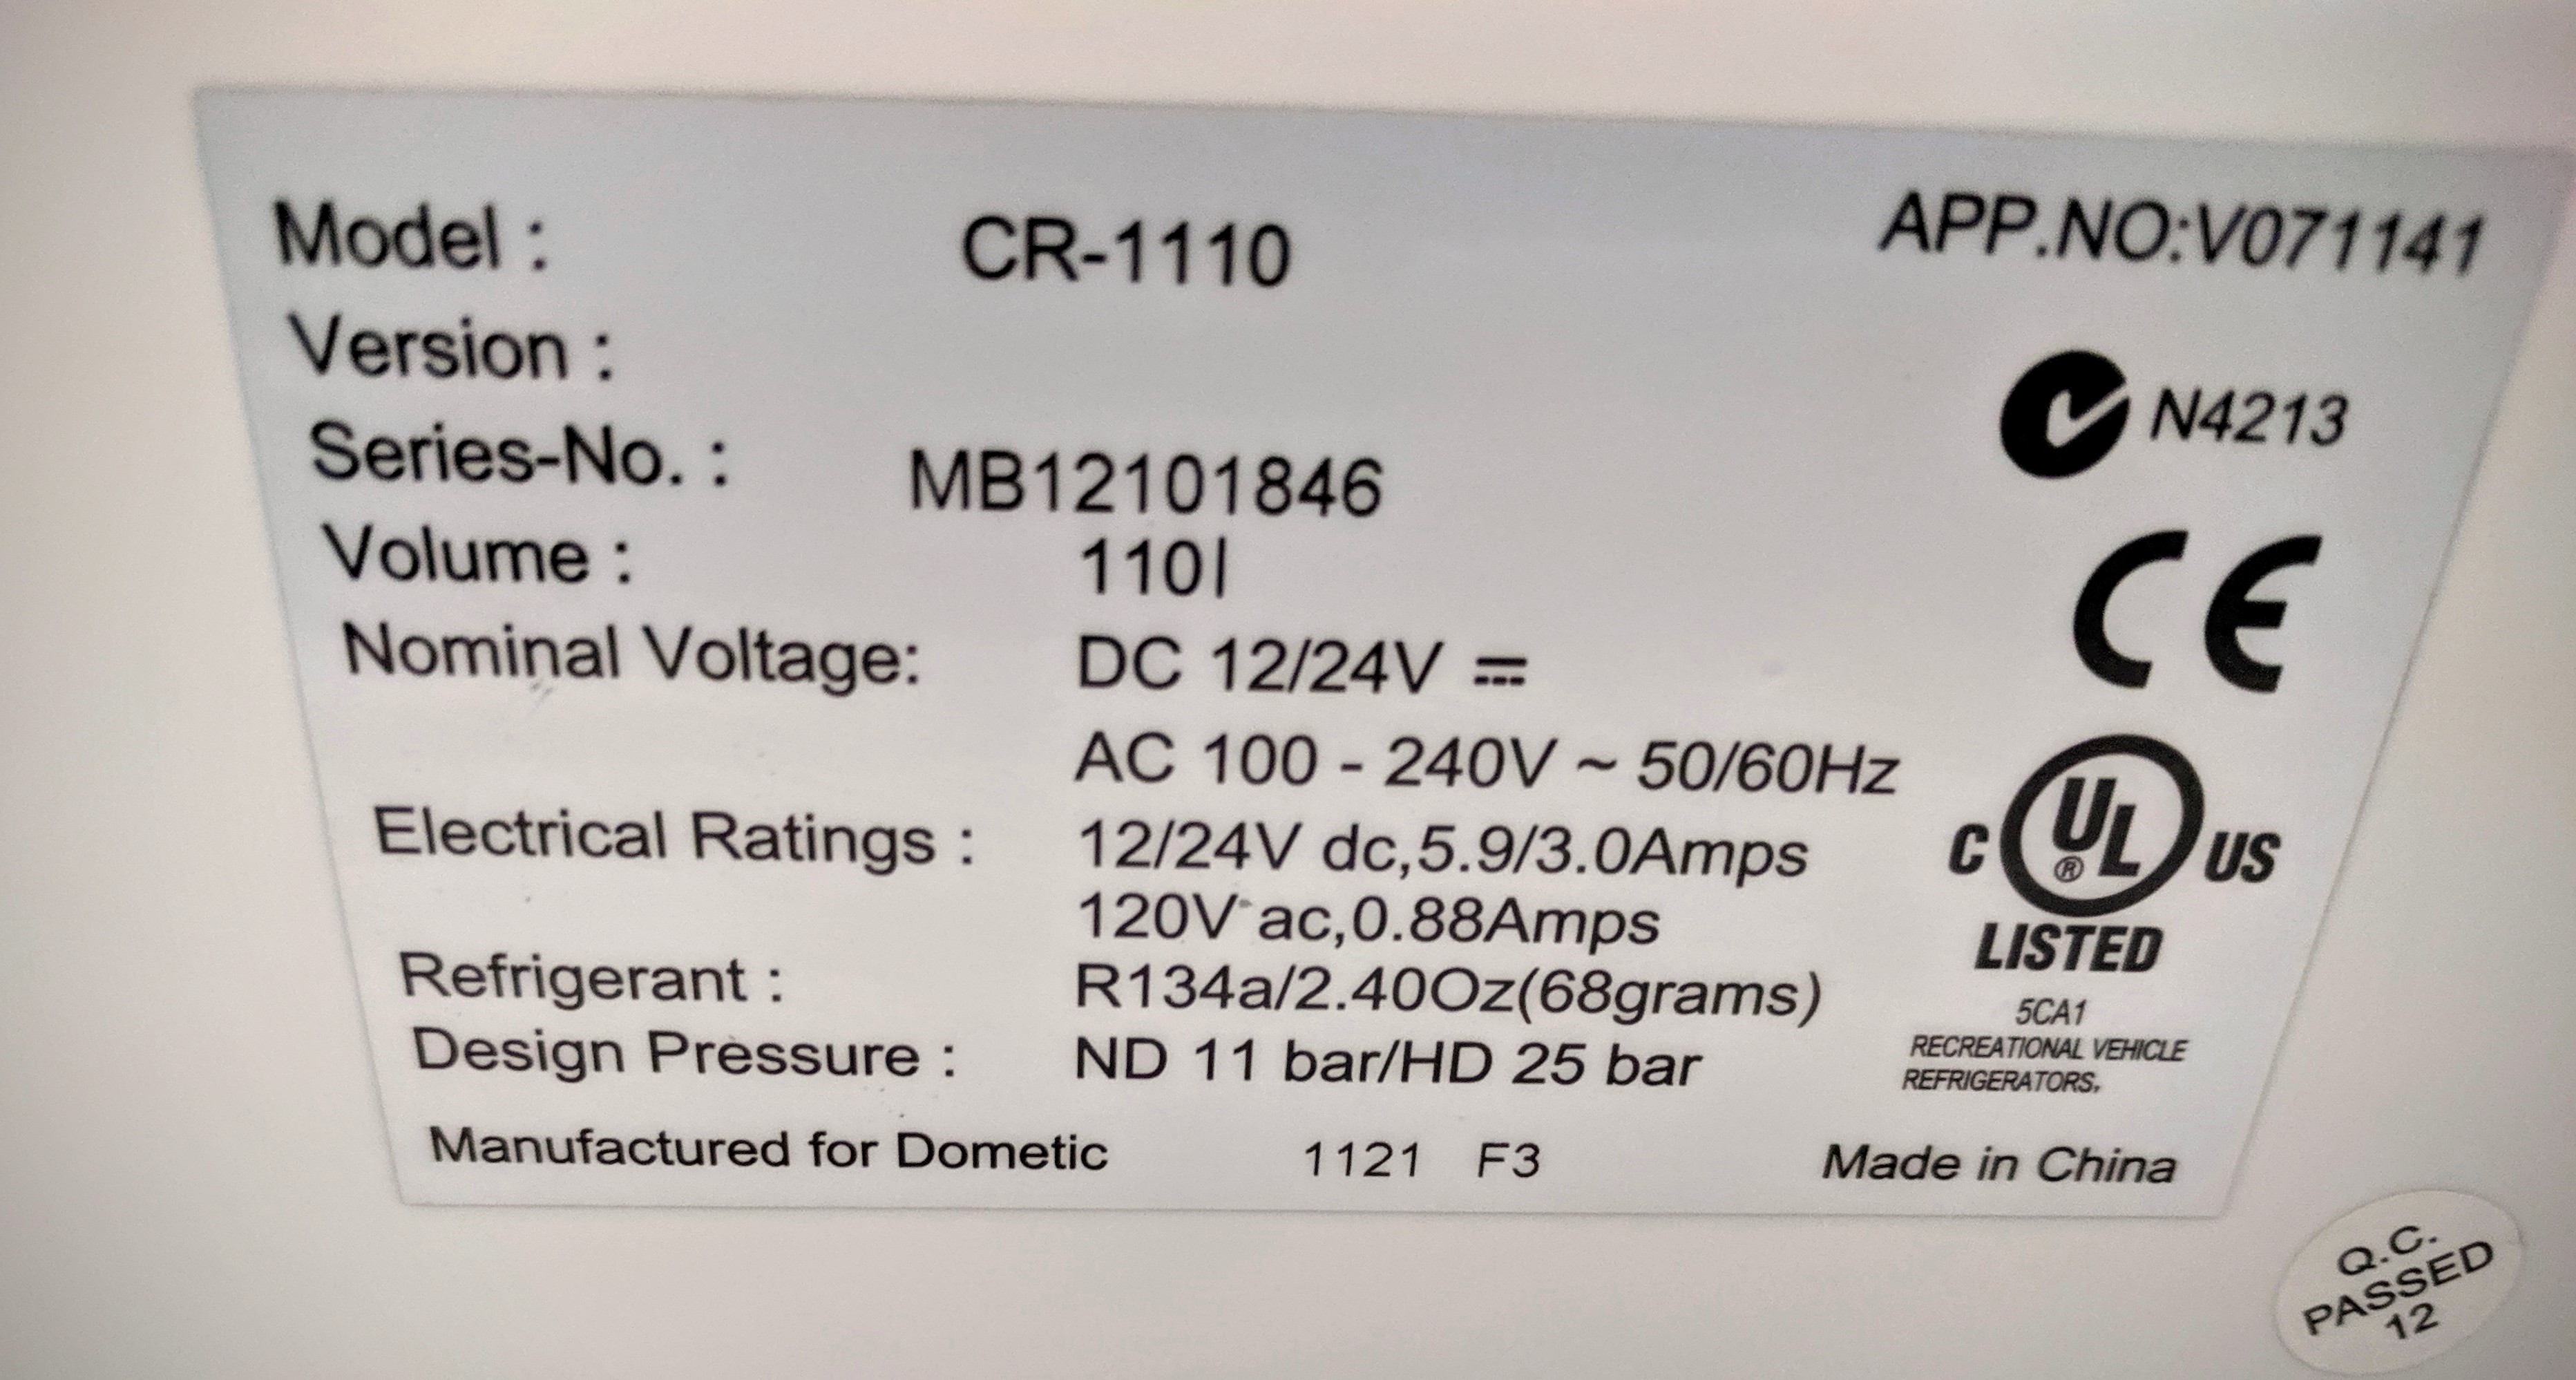 Model : CR-1110 APP.NO:V071141
Version :
N4213
Series-No. : MB12101846
Volume : 110l
CE
Nominal Voltage: DC 12/24V ⎓
AC 100 - 240V ~ 50/60Hz
Electrical Ratings : 12/24V dc,5.9/3.0Amps
C UL® US
120V ac,0.88Amps
LISTED
Refrigerant : R134a/2.40Oz(68grams)
5CA1
Design Pressure : ND 11 bar/HD 25 bar
RECREATIONAL VEHICLE
REFRIGERATORS,
Manufactured for Dometic 1121 F3 Made in China
Q.C.
PASSED
12